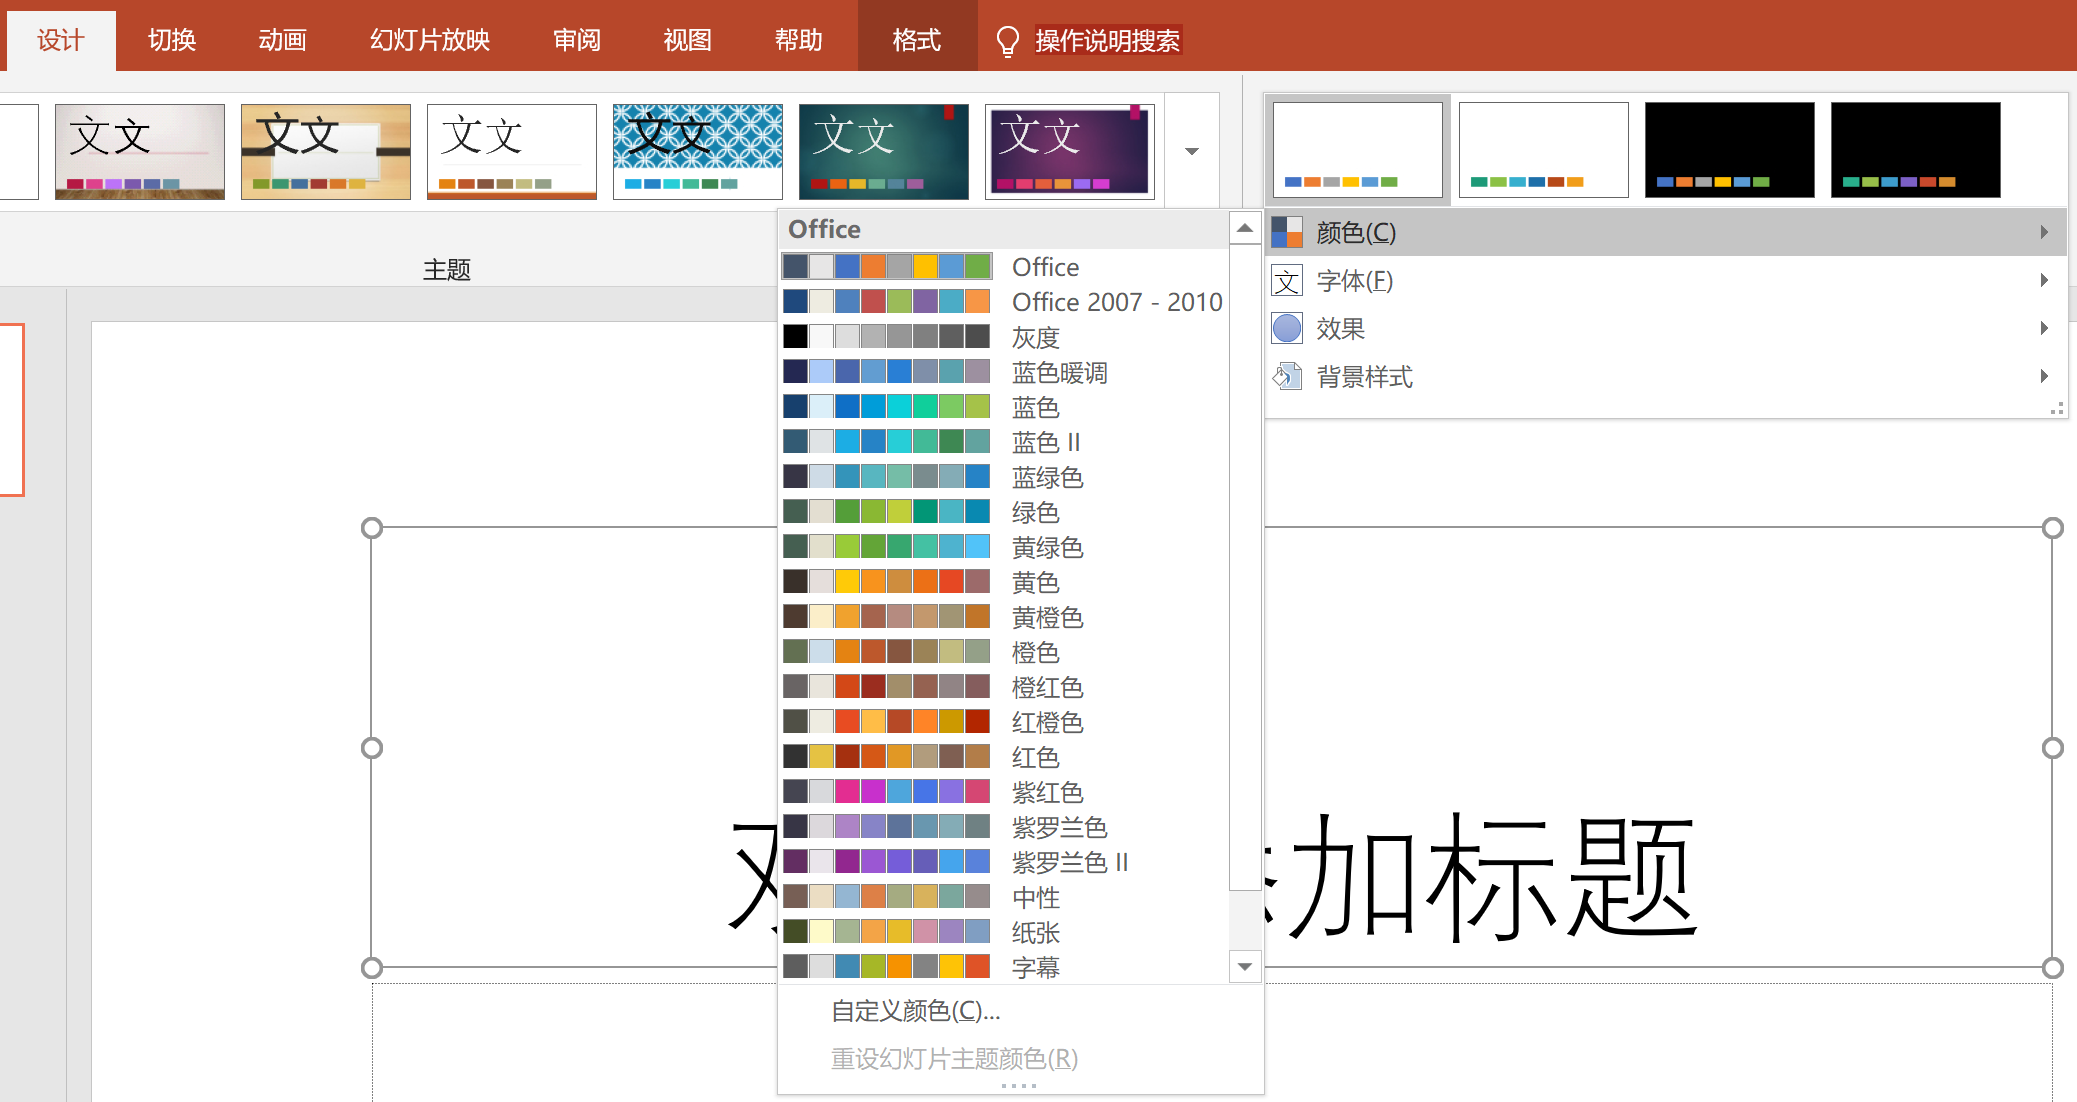 设计 切换 动画 幻灯片放映 审阅 视图 帮助 格式 操作说明搜索
文文 文文 文文 文文 文文 文文
主题
颜色(C)
文 字体(F)
效果
背景样式
Office
Office
Office 2007 - 2010
灰度
蓝色暖调
蓝色
蓝色 II
蓝绿色
绿色
黄绿色
黄色
黄橙色
橙色
橙红色
红橙色
红色
紫红色
紫罗兰色
紫罗兰色 II
中性
纸张
字幕
自定义颜色(C)...
重设幻灯片主题颜色(R)
加标题